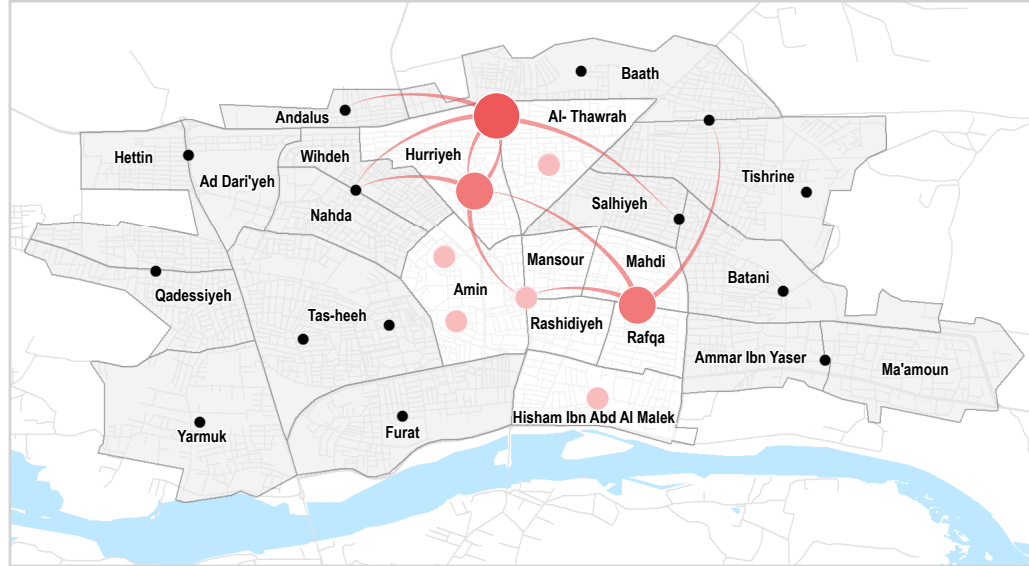 Baath
Andalus
Al- Thawrah
Hettin
Wihdeh
Hurriyeh
Ad Dari'yeh
Tishrine
Nahda
Salhiyeh
Mansour
Mahdi
Batani
Qadessiyeh
Amin
Tas-heeh
Rashidiyeh
Rafqa
Ammar Ibn Yaser
Ma'amoun
Hisham Ibn Abd Al Malek
Yarmuk
Furat